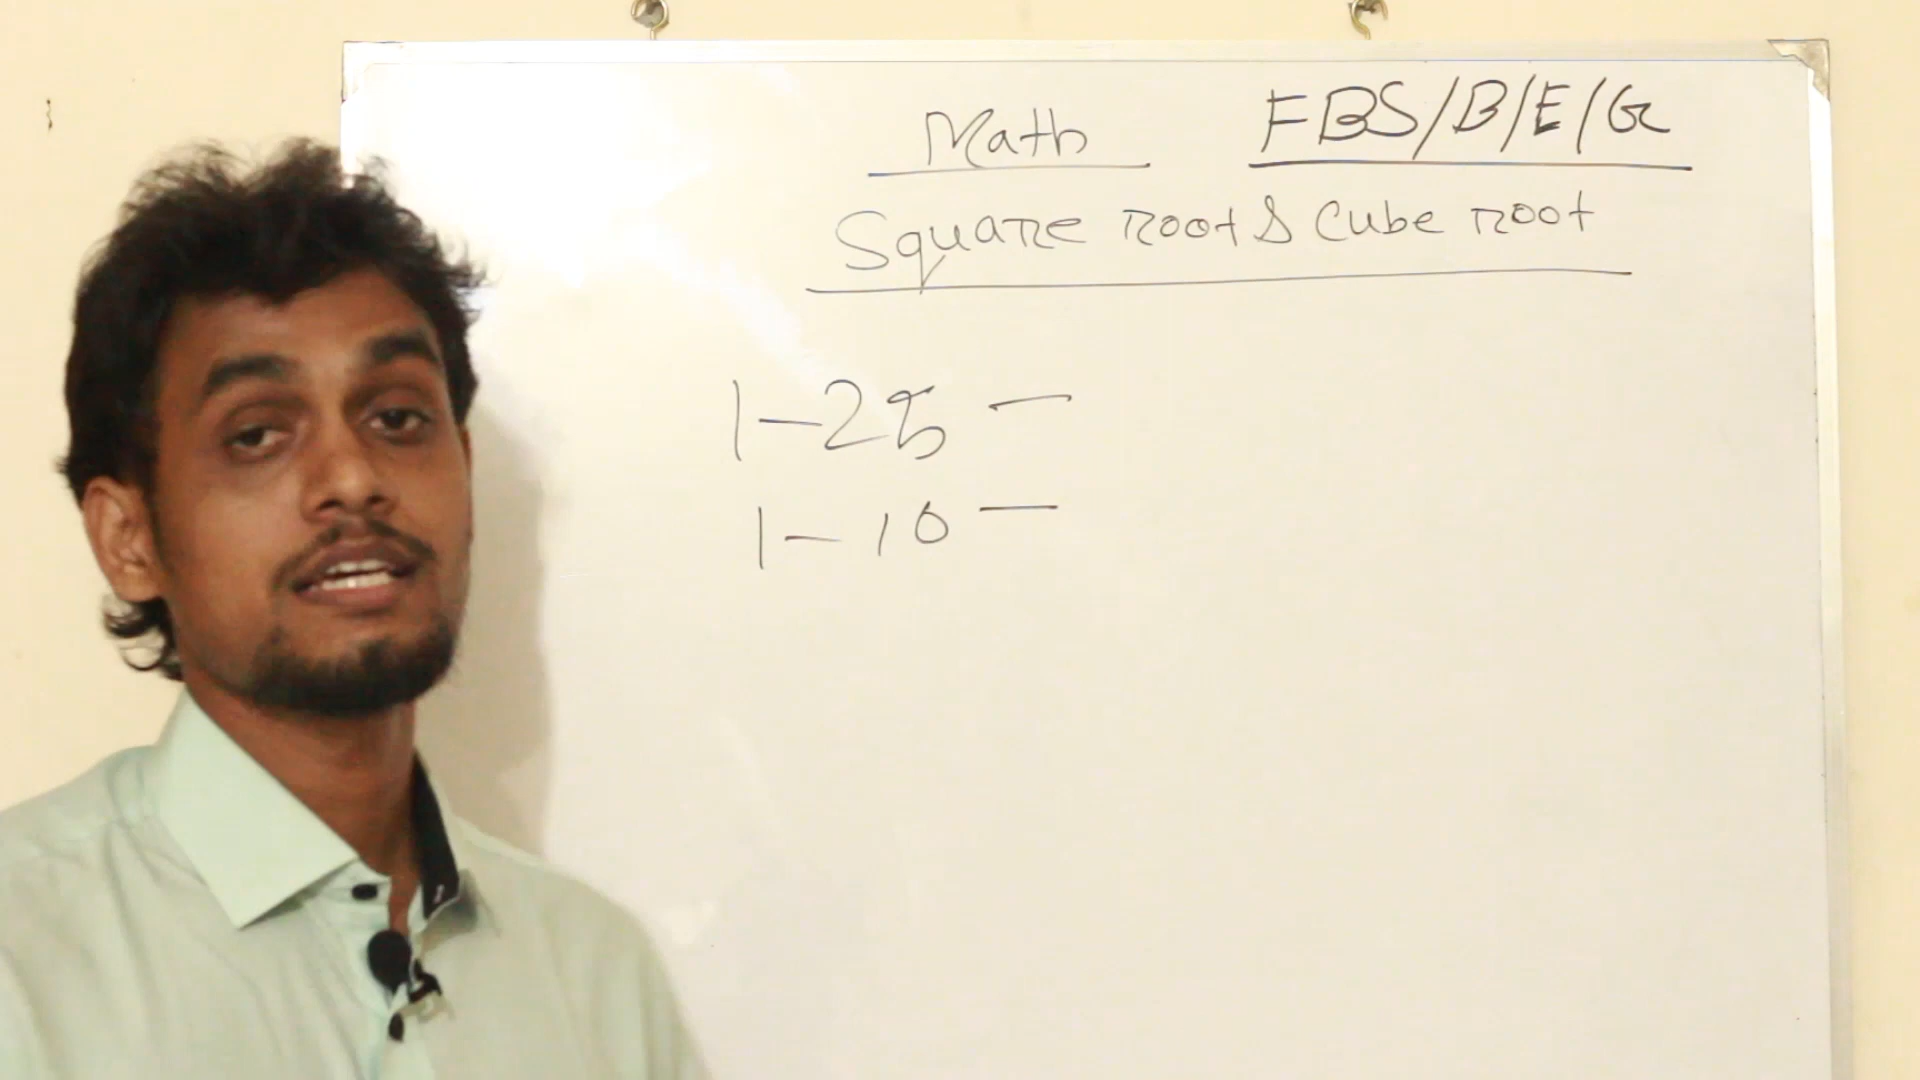 Math FBS/B/E/G
Square root & Cube root
1-25 —
1-10 —